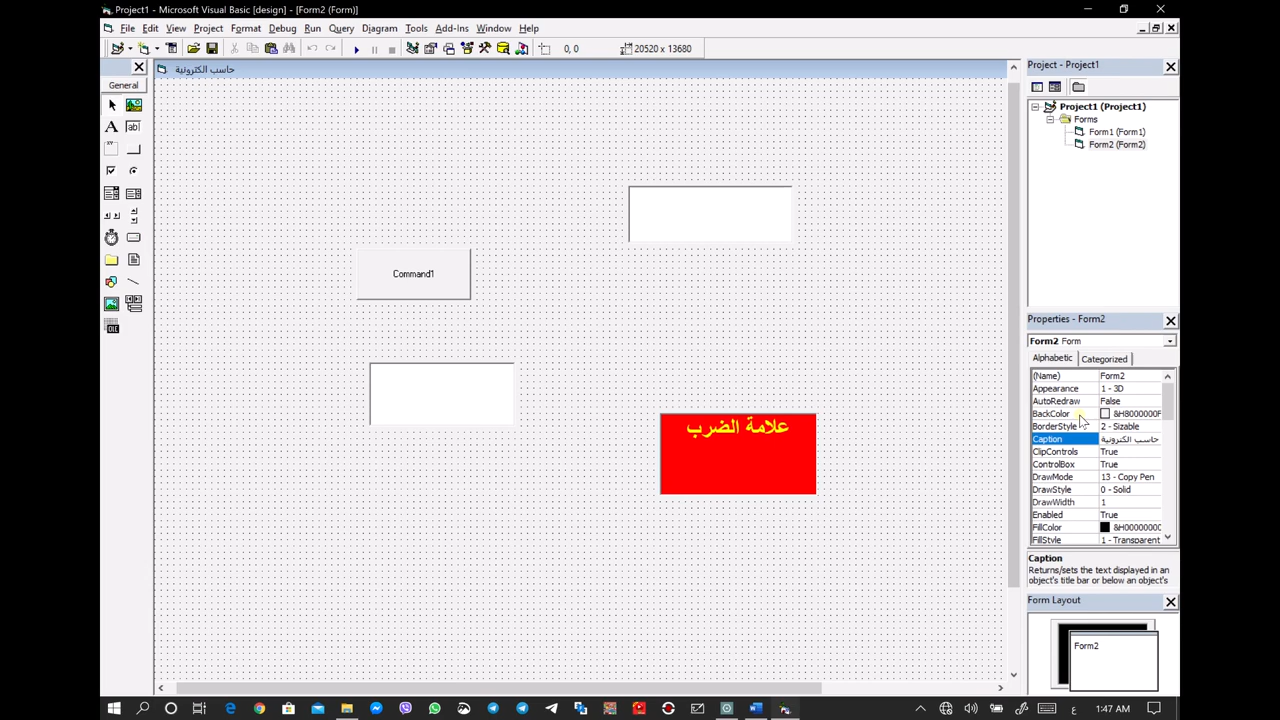 Project1 - Microsoft Visual Basic [design] - [Form2 (Form)]
File Edit View Project Format Debug Run Query Diagram Tools Add-Ins Window Help
0, 0 20520 x 13680
General
حاسب الكترونية
Command1
علامة الضرب
Project - Project1
Project1 (Project1)
Forms
Form1 (Form1)
Form2 (Form2)
Properties - Form2
Form2 Form
Alphabetic Categorized
(Name) Form2
Appearance 1 - 3D
AutoRedraw False
BackColor &H8000000F
BorderStyle 2 - Sizable
Caption حاسب الكترونية
ClipControls True
ControlBox True
DrawMode 13 - Copy Pen
DrawStyle 0 - Solid
DrawWidth 1
Enabled True
FillColor &H00000000
FillStyle 1 - Transparent
Caption
Returns/sets the text displayed in an
object's title bar or below an object's
Form Layout
Form2
ع 1:47 AM